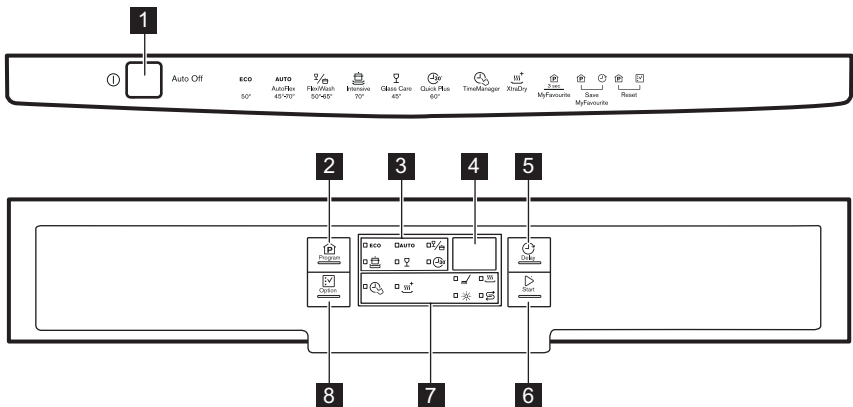 1
Auto Off
ECO
50°
AUTO
AutoFlex
45°-70°
FlexiWash
50°-65°
Intensive
70°
Glass Care
45°
30'
Quick Plus
60°
TimeManager
XtraDry
P
3 sec.
MyFavourite
P
Save
MyFavourite
P
Reset
2
3
4
5
P
Program
ECO
AUTO
30'
Delay
Option
Start
8
7
6